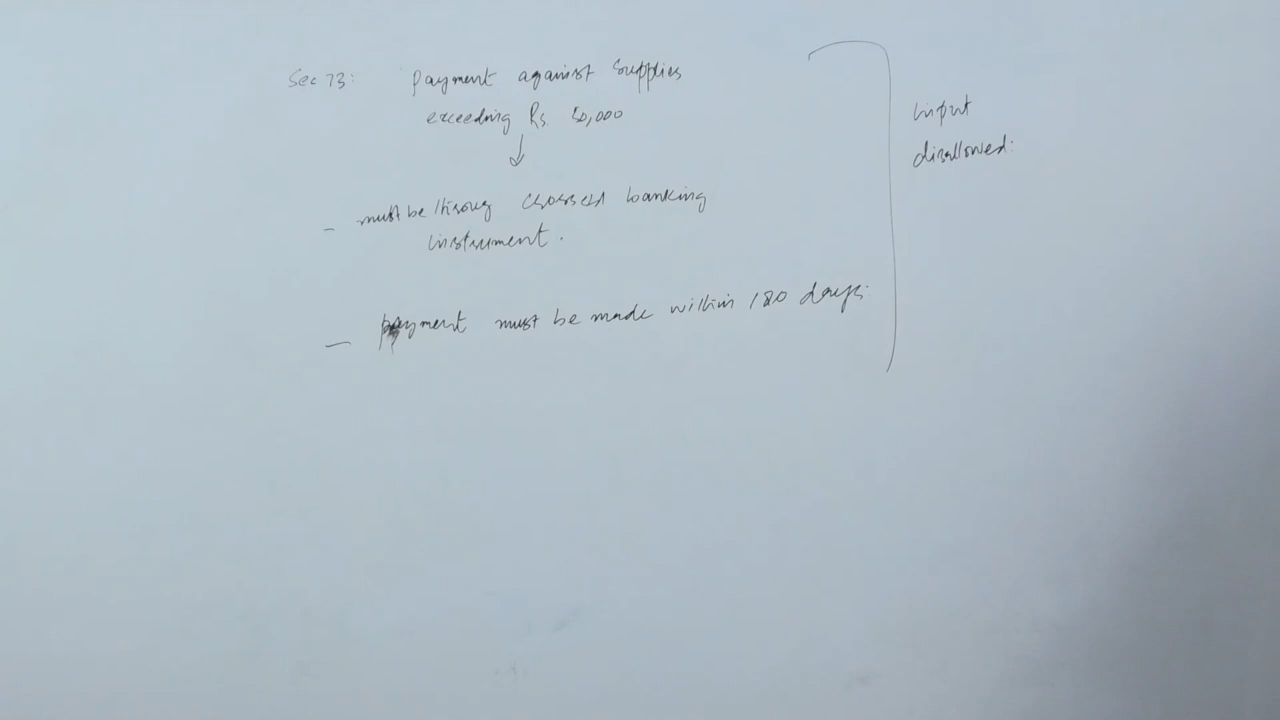 Sec 73: Payment against Supplies
exceeding Rs. 50,000
- must be throug crossed banking
instrument.
- payment must be made within 180 days.
input
disallowed: